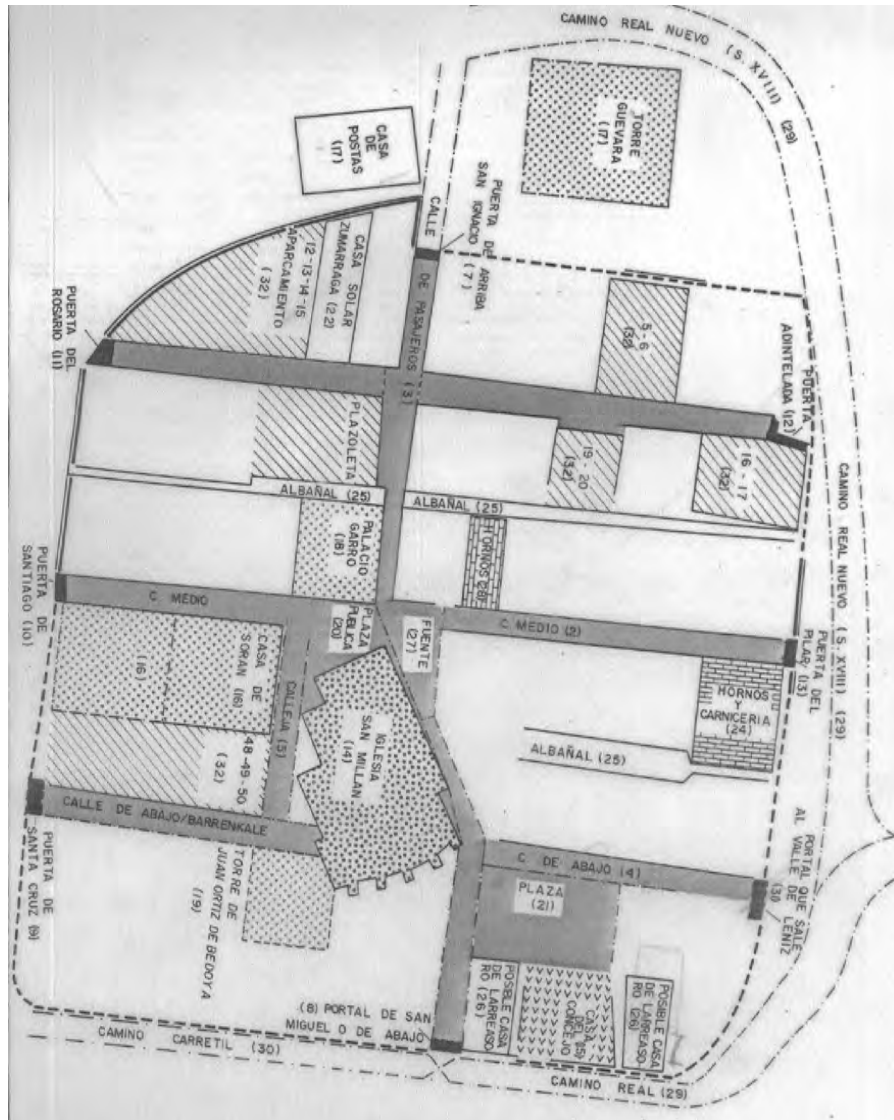 CAMINO REAL NUEVO (S. XVIII) (29)
TORRE
GUEVARA
(17)
CASA
DE
POSTAS
(17)
PUERTA DE ARRIBA
SAN IGNACIO (7)
CALLE
DE PASAJEROS (3)
CASA SOLAR
ZUMARRAGA (22)
12-13-14-15
APARCAMIENTO
(32)
PUERTA DEL
ROSARIO (11)
5-6
(32)
PUERTA
ADINTELADA (12)
PLAZOLETA
19-20
(32)
16-17
(32)
ALBAÑAL (25)
ALBAÑAL (25)
CAMINO REAL NUEVO (S. XVIII) (29)
PALACIO
GARRO
(18)
HORNOS
PUERTA DE
SANTIAGO (10)
C. MEDIO
PLAZA
PUBLICA
(20)
FUENTE
(27)
C. MEDIO (2)
PUERTA DEL
PILAR (13)
CASA DE
SORAN (16)
(16)
CALLEJA (5)
IGLESIA
SAN MILLAN
(14)
HORNOS
Y
CARNICERIA
(24)
ALBAÑAL (25)
48-49-50
(32)
CALLE DE ABAJO/BARRENKALE
PUERTA DE
SANTA CRUZ (9)
TORRE DE
JUAN ORTIZ DE BEDOYA
(19)
C. DE ABAJO (4)
PLAZA
(21)
AL PORTAL QUE SALE
VALLE DE LENIZ
(8) PORTAL DE SAN
MIGUEL O DE ABAJO
POSIBLE CASA
DE LARREASO
RO (26)
CASA
DEL
CONCEJO
POSIBLE CASA
DE LARREASO
RO (26)
CAMINO CARRETIL (30)
CAMINO REAL (29)